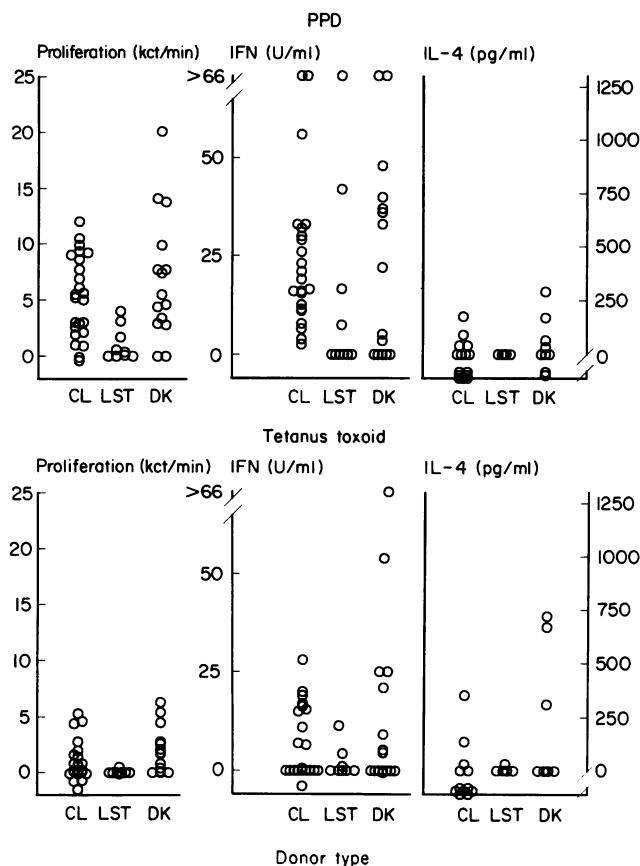 PPD
Proliferation (kct/min) IFN (U/ml) IL-4 (pg/ml)
25 >66 1250
20 1000
50
15 750
10 500
25
5 250
0 0 0
CL LST DK CL LST DK CL LST DK
Tetanus toxoid
Proliferation (kct/min) IFN (U/ml) IL-4 (pg/ml)
25 >66 1250
20 1000
50
15 750
10 500
25
5 250
0 0 0
CL LST DK CL LST DK CL LST DK
Donor type